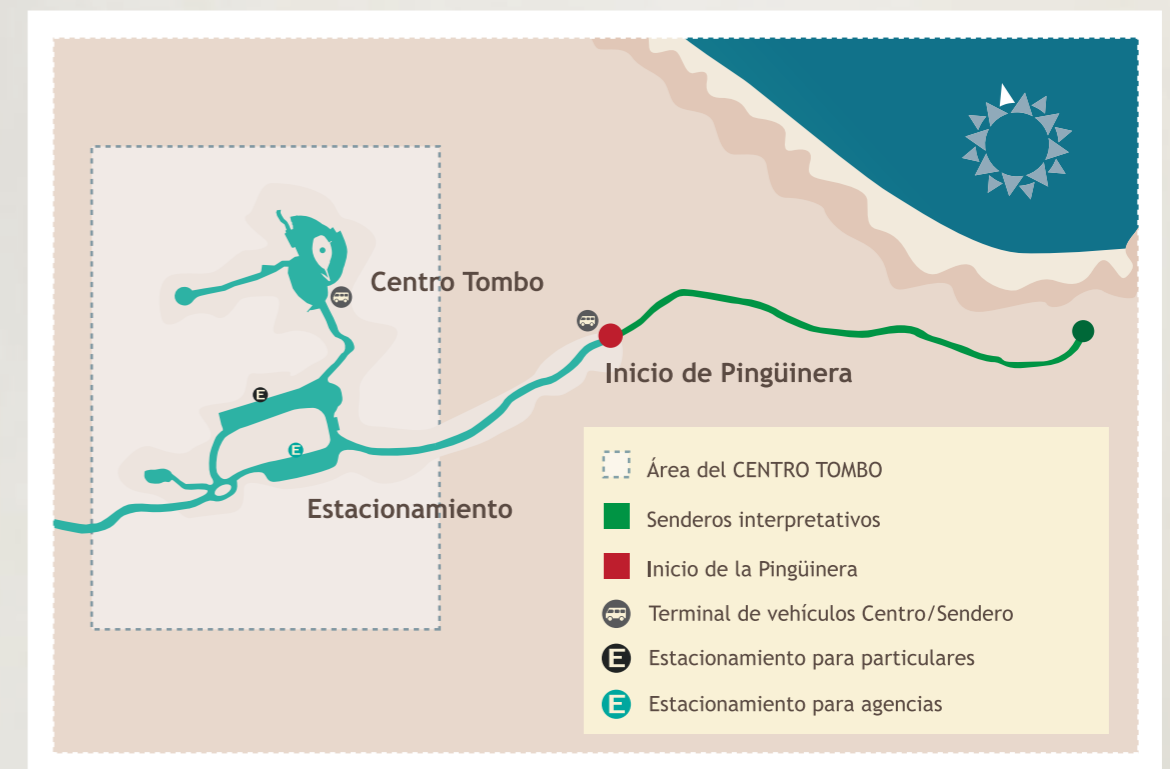 Centro Tombo
Inicio de Pingüinera
E
E
Estacionamiento
Área del CENTRO TOMBO
Senderos interpretativos
Inicio de la Pingüinera
Terminal de vehículos Centro/Sendero
E Estacionamiento para particulares
E Estacionamiento para agencias